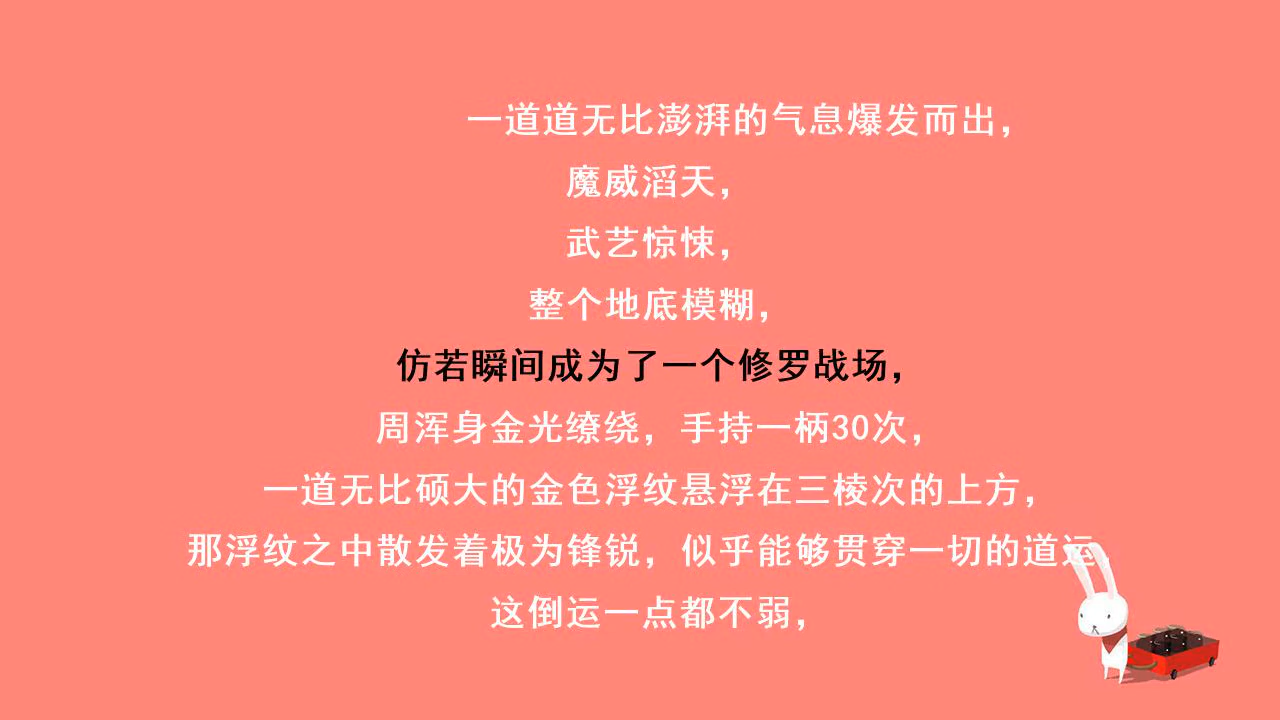 一道道无比澎湃的气息爆发而出，
魔威滔天，
武艺惊悚，
整个地底模糊，
仿若瞬间成为了一个修罗战场，
周浑身金光缭绕，手持一柄30次，
一道无比硕大的金色浮纹悬浮在三棱次的上方，
那浮纹之中散发着极为锋锐，似乎能够贯穿一切的道运，
这倒运一点都不弱，